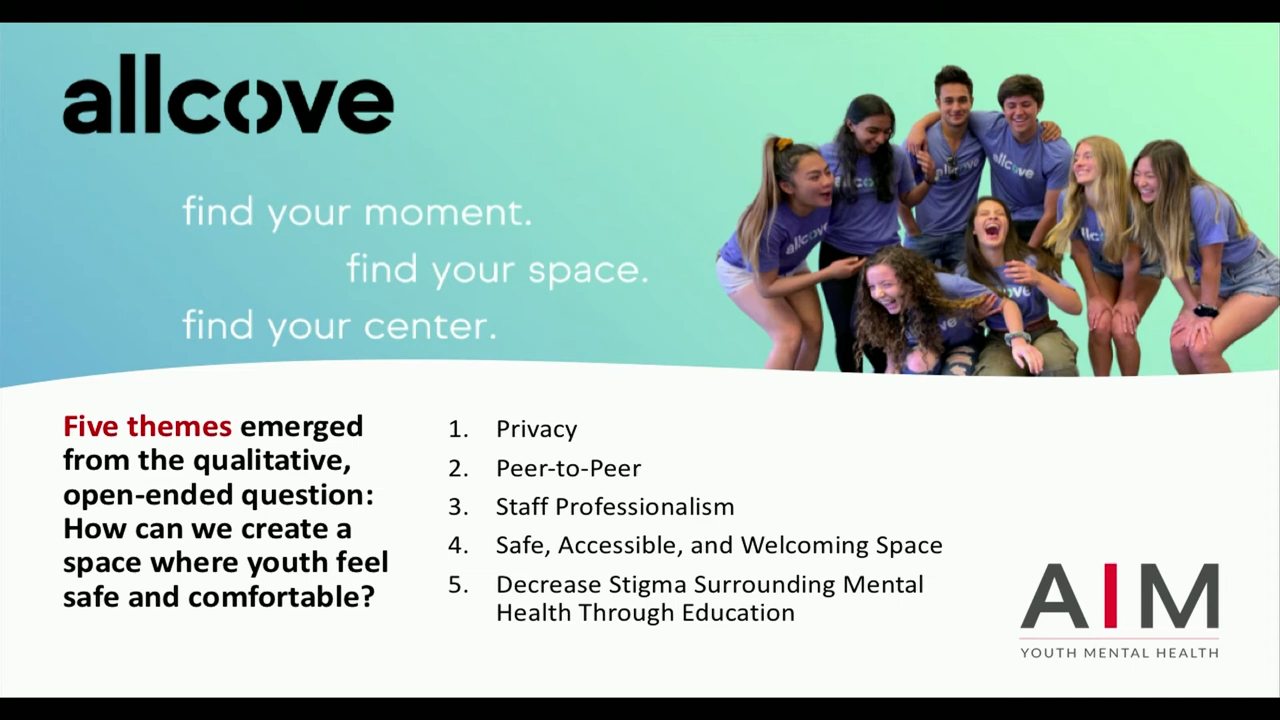 allcove
find your moment.
find your space.
find your center.
allcove
allcove
allcove
Five themes emerged
from the qualitative,
open-ended question:
How can we create a
space where youth feel
safe and comfortable?
1. Privacy
2. Peer-to-Peer
3. Staff Professionalism
4. Safe, Accessible, and Welcoming Space
5. Decrease Stigma Surrounding Mental
Health Through Education
AIM
YOUTH MENTAL HEALTH